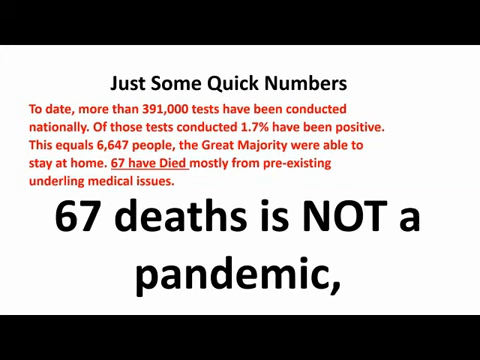 Just Some Quick Numbers
To date, more than 391,000 tests have been conducted
nationally. Of those tests conducted 1.7% have been positive.
This equals 6,647 people, the Great Majority were able to
stay at home. 67 have Died mostly from pre-existing
underling medical issues.
67 deaths is NOT a
pandemic,